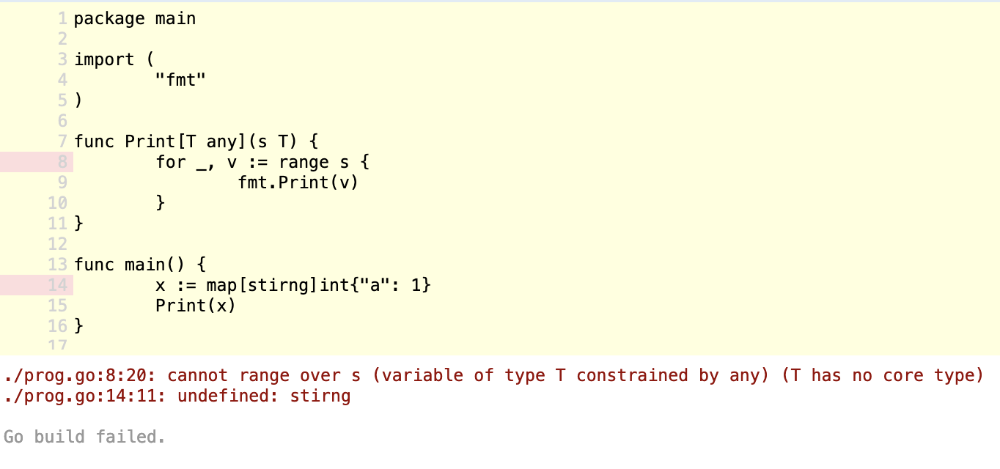 1 package main
2
3 import (
4 "fmt"
5 )
6
7 func Print[T any](s T) {
8 for _, v := range s {
9 fmt.Print(v)
10 }
11 }
12
13 func main() {
14 x := map[stirng]int{"a": 1}
15 Print(x)
16 }
17
./prog.go:8:20: cannot range over s (variable of type T constrained by any) (T has no core type)
./prog.go:14:11: undefined: stirng
Go build failed.